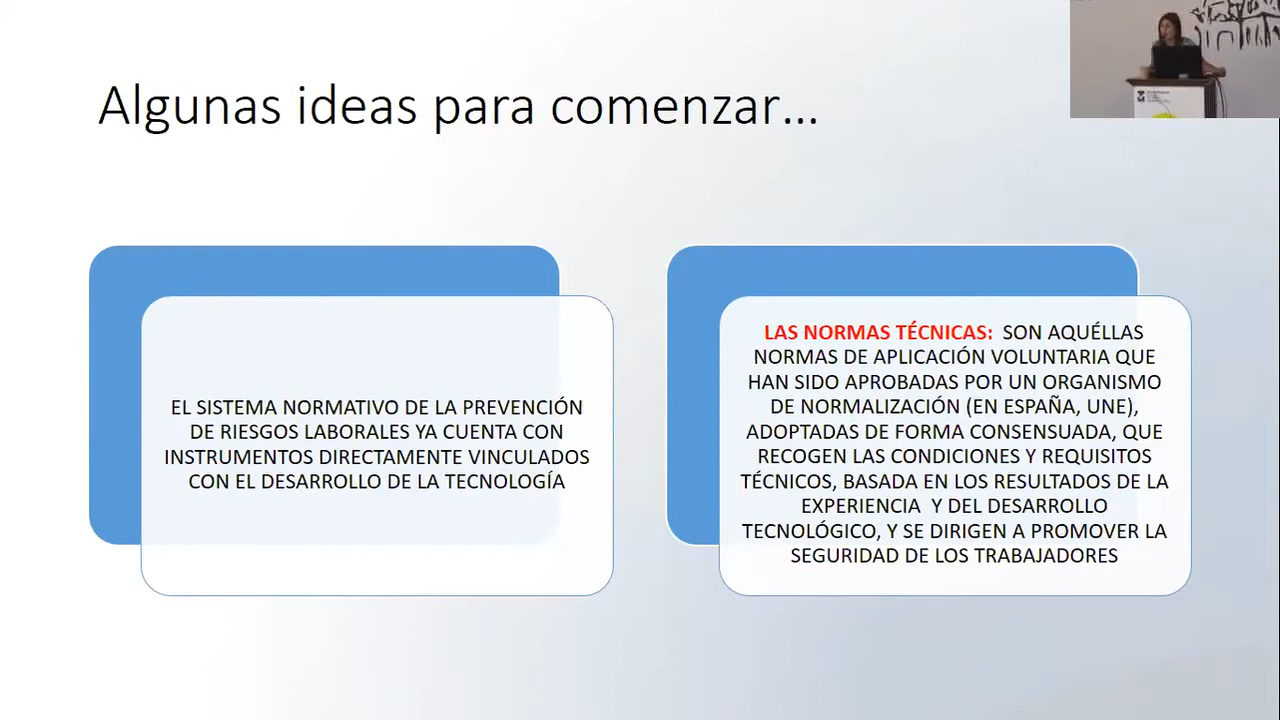 Algunas ideas para comenzar...
EL SISTEMA NORMATIVO DE LA PREVENCIÓN
DE RIESGOS LABORALES YA CUENTA CON
INSTRUMENTOS DIRECTAMENTE VINCULADOS
CON EL DESARROLLO DE LA TECNOLOGÍA
LAS NORMAS TÉCNICAS: SON AQUÉLLAS
NORMAS DE APLICACIÓN VOLUNTARIA QUE
HAN SIDO APROBADAS POR UN ORGANISMO
DE NORMALIZACIÓN (EN ESPAÑA, UNE),
ADOPTADAS DE FORMA CONSENSUADA, QUE
RECOGEN LAS CONDICIONES Y REQUISITOS
TÉCNICOS, BASADA EN LOS RESULTADOS DE LA
EXPERIENCIA Y DEL DESARROLLO
TECNOLÓGICO, Y SE DIRIGEN A PROMOVER LA
SEGURIDAD DE LOS TRABAJADORES